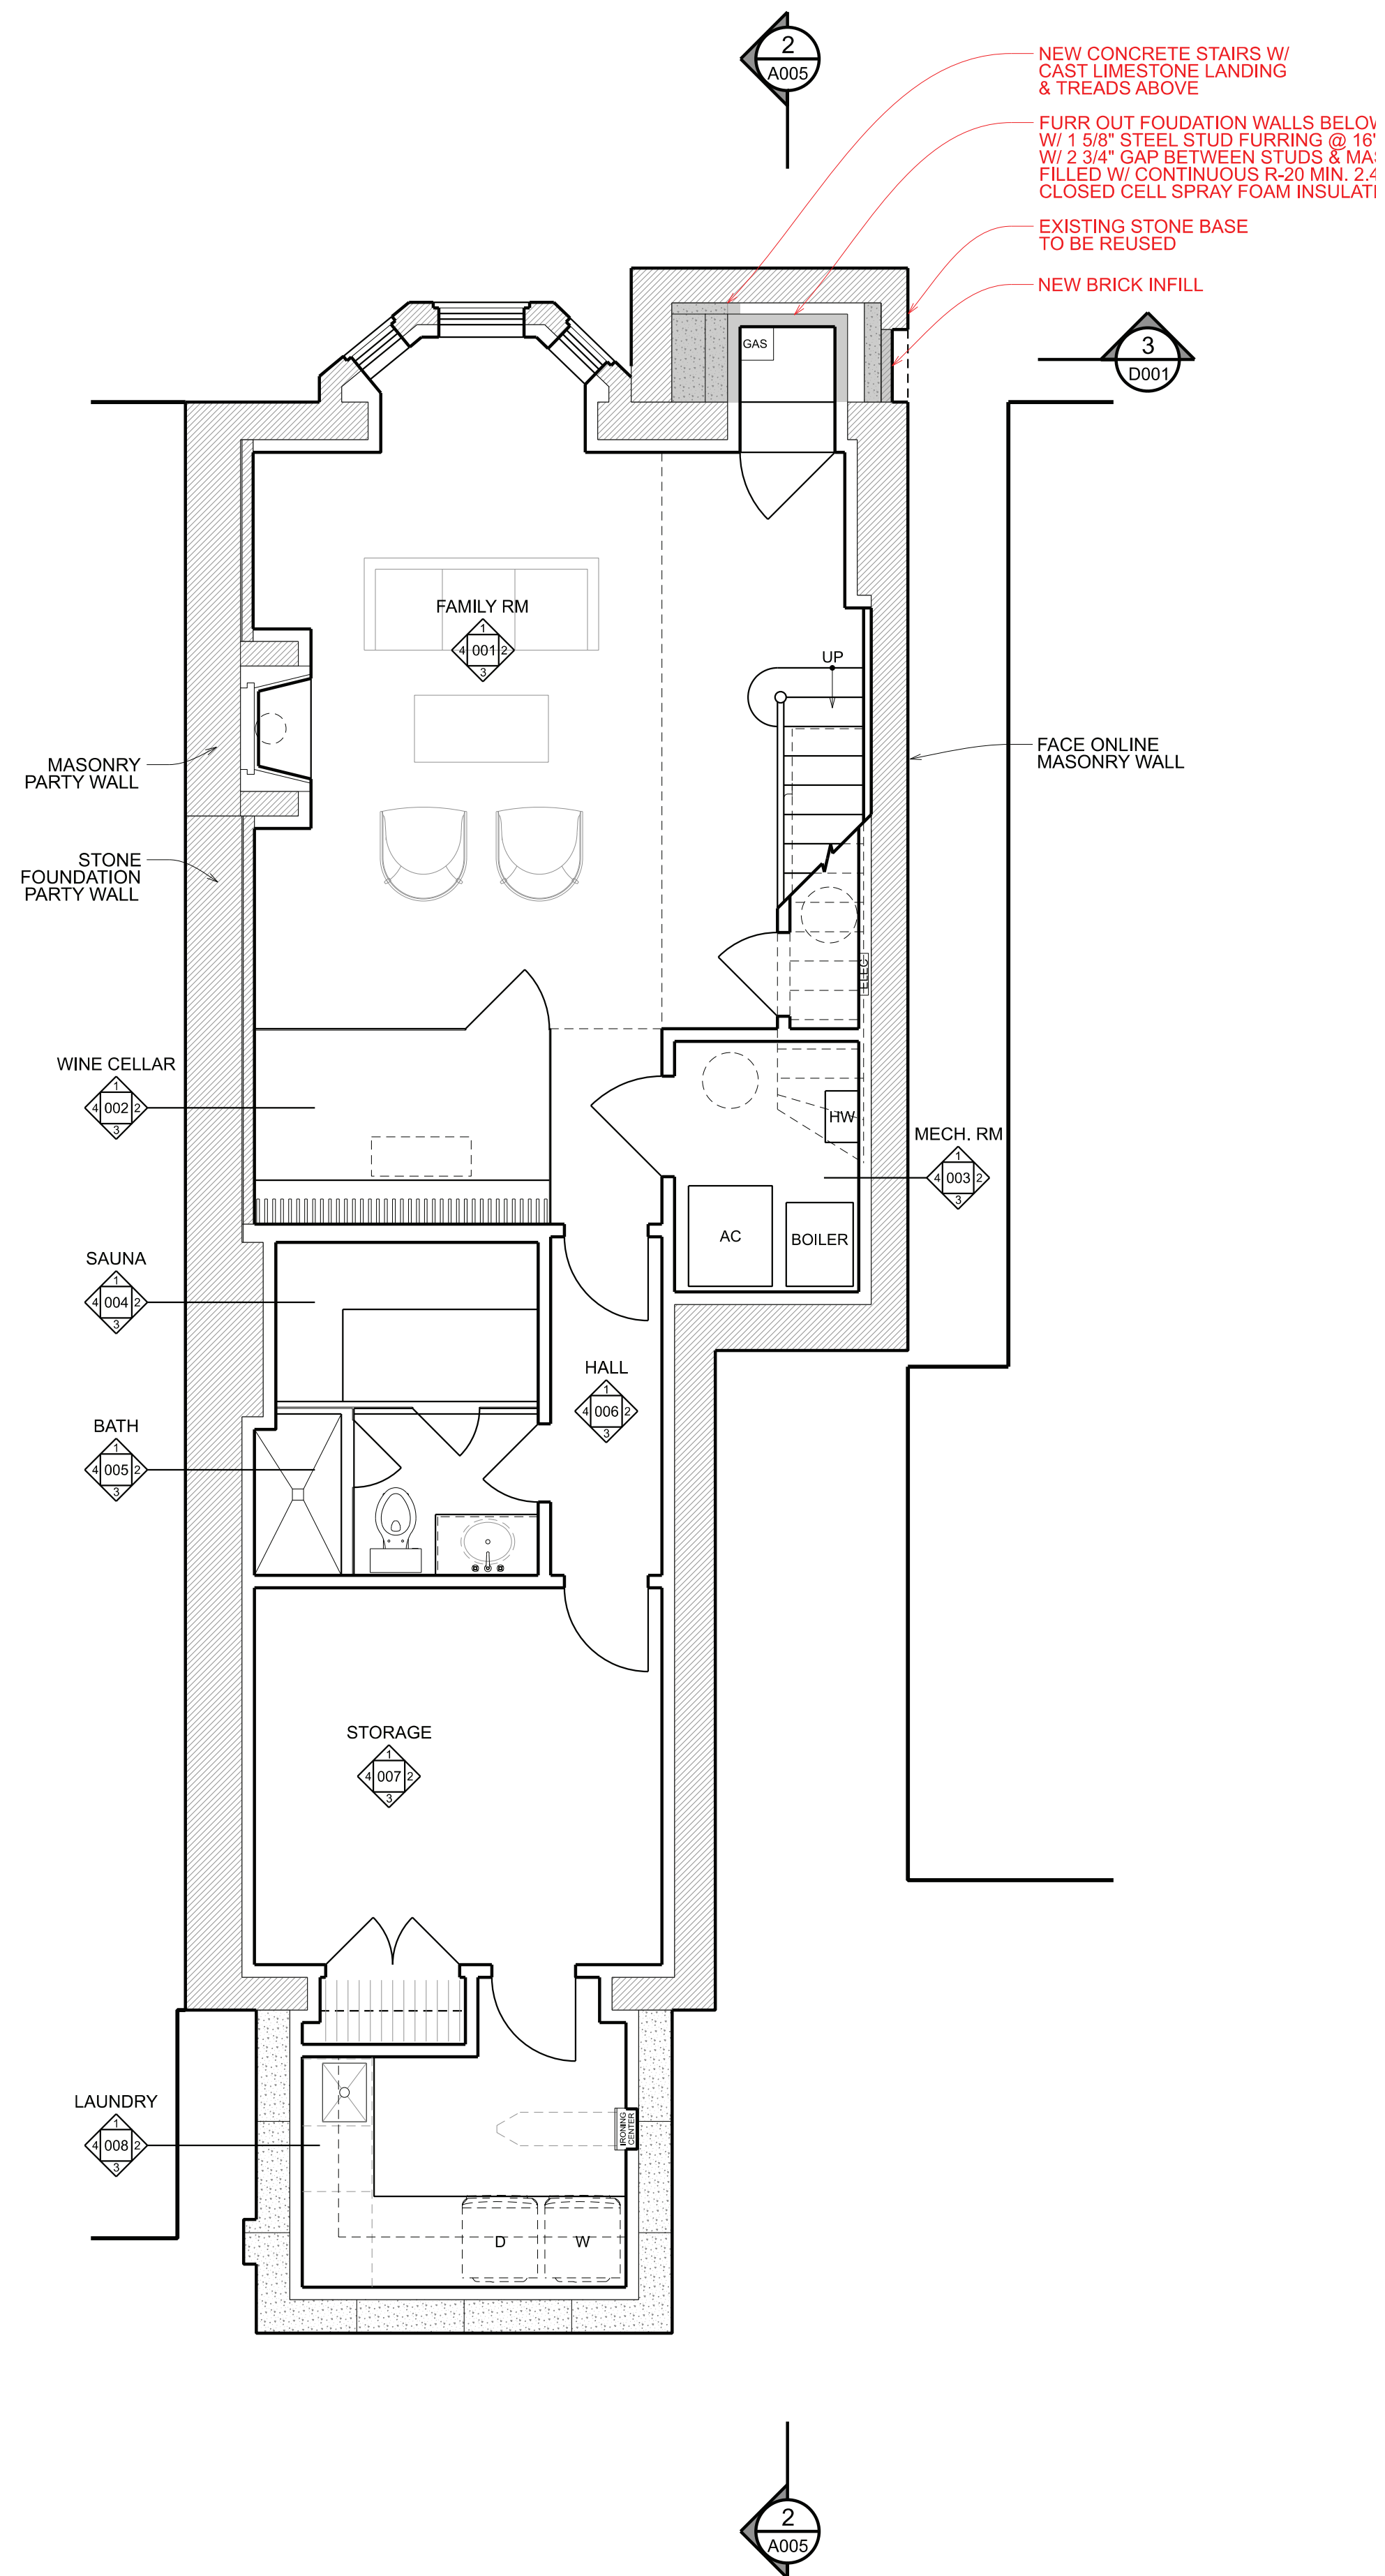 2
A005
NEW CONCRETE STAIRS W/
CAST LIMESTONE LANDING
& TREADS ABOVE
FURR OUT FOUDATION WALLS BELOW
W/ 1 5/8" STEEL STUD FURRING @ 16"
W/ 2 3/4" GAP BETWEEN STUDS &
FILLED W/ CONTINUOUS R-20 MIN.
CLOSED CELL SPRAY FOAM
EXISTING STONE BASE
TO BE REUSED
NEW BRICK INFILL
3
D001
GAS
FAMILY RM
1
4 001 2
3
UP
MASONRY
PARTY WALL
FACE ONLINE
MASONRY WALL
STONE
FOUNDATION
PARTY WALL
ELEC
WINE CELLAR
1
4 002 2
3
HW
MECH. RM
1
4 003 2
3
AC
BOILER
SAUNA
1
4 004 2
3
HALL
1
4 006 2
3
BATH
1
4 005 2
3
STORAGE
1
4 007 2
3
LAUNDRY
1
4 008 2
3
IRONING
CENTER
D
W
2
A005